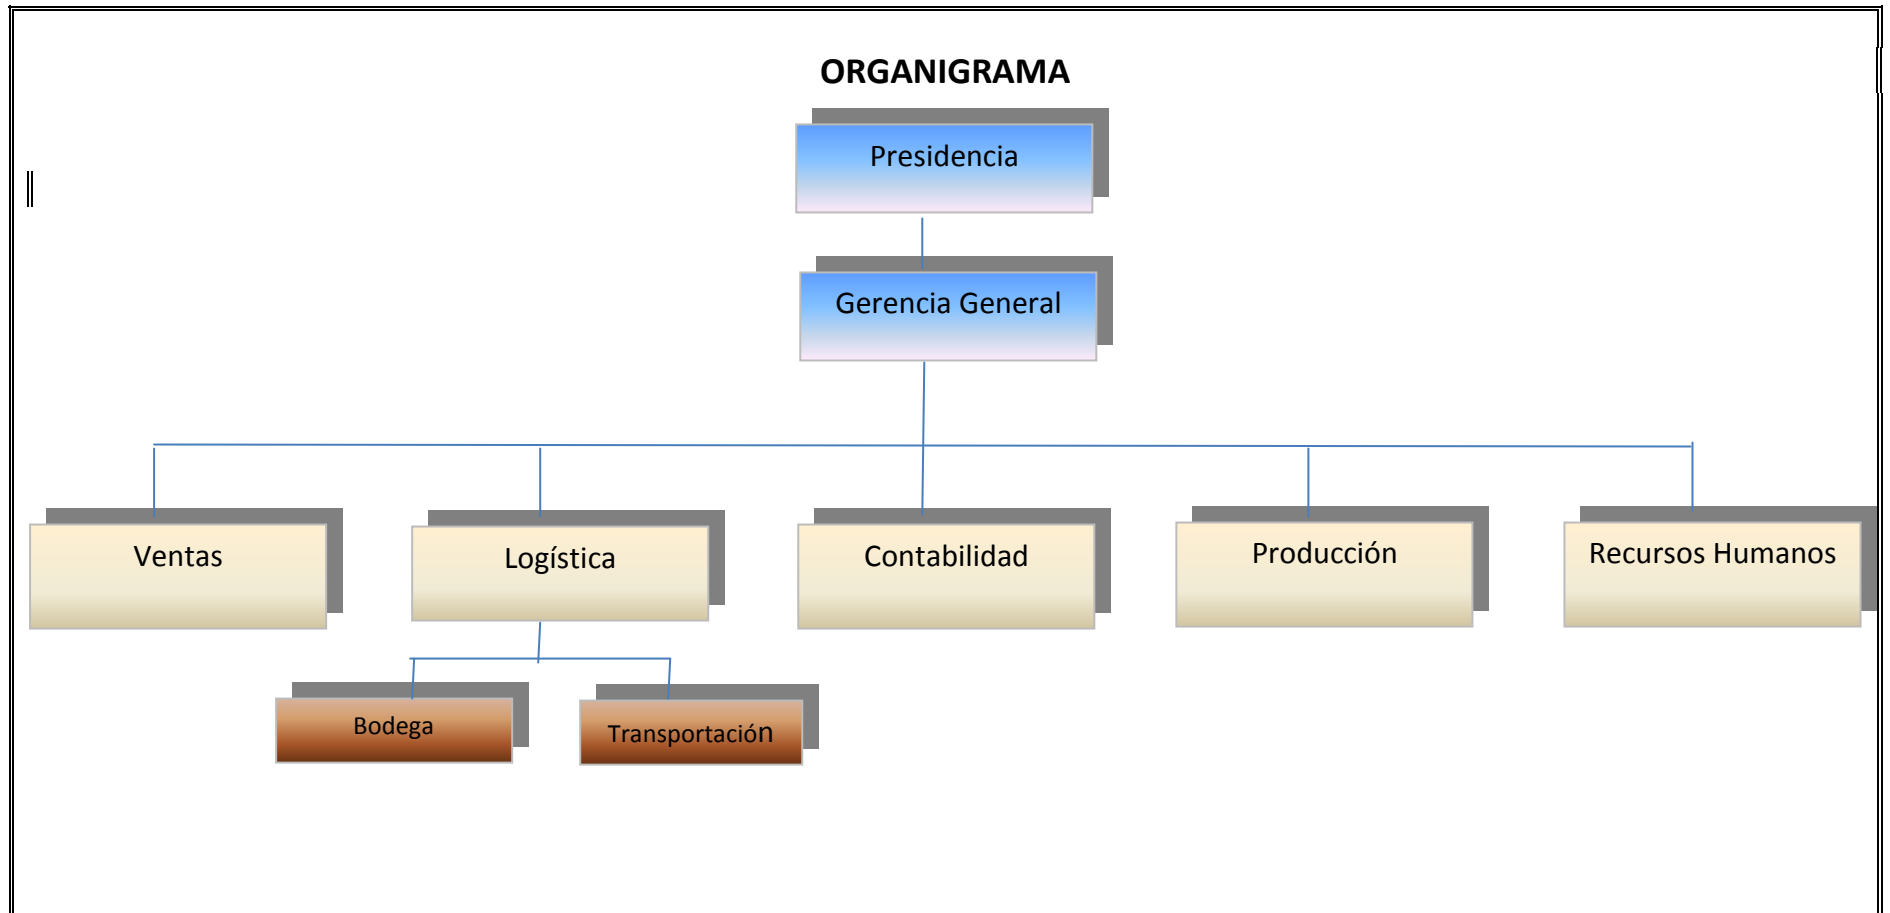 ORGANIGRAMA
Presidencia
Gerencia General
Ventas
Logística
Contabilidad
Producción
Recursos Humanos
Bodega
Transportación